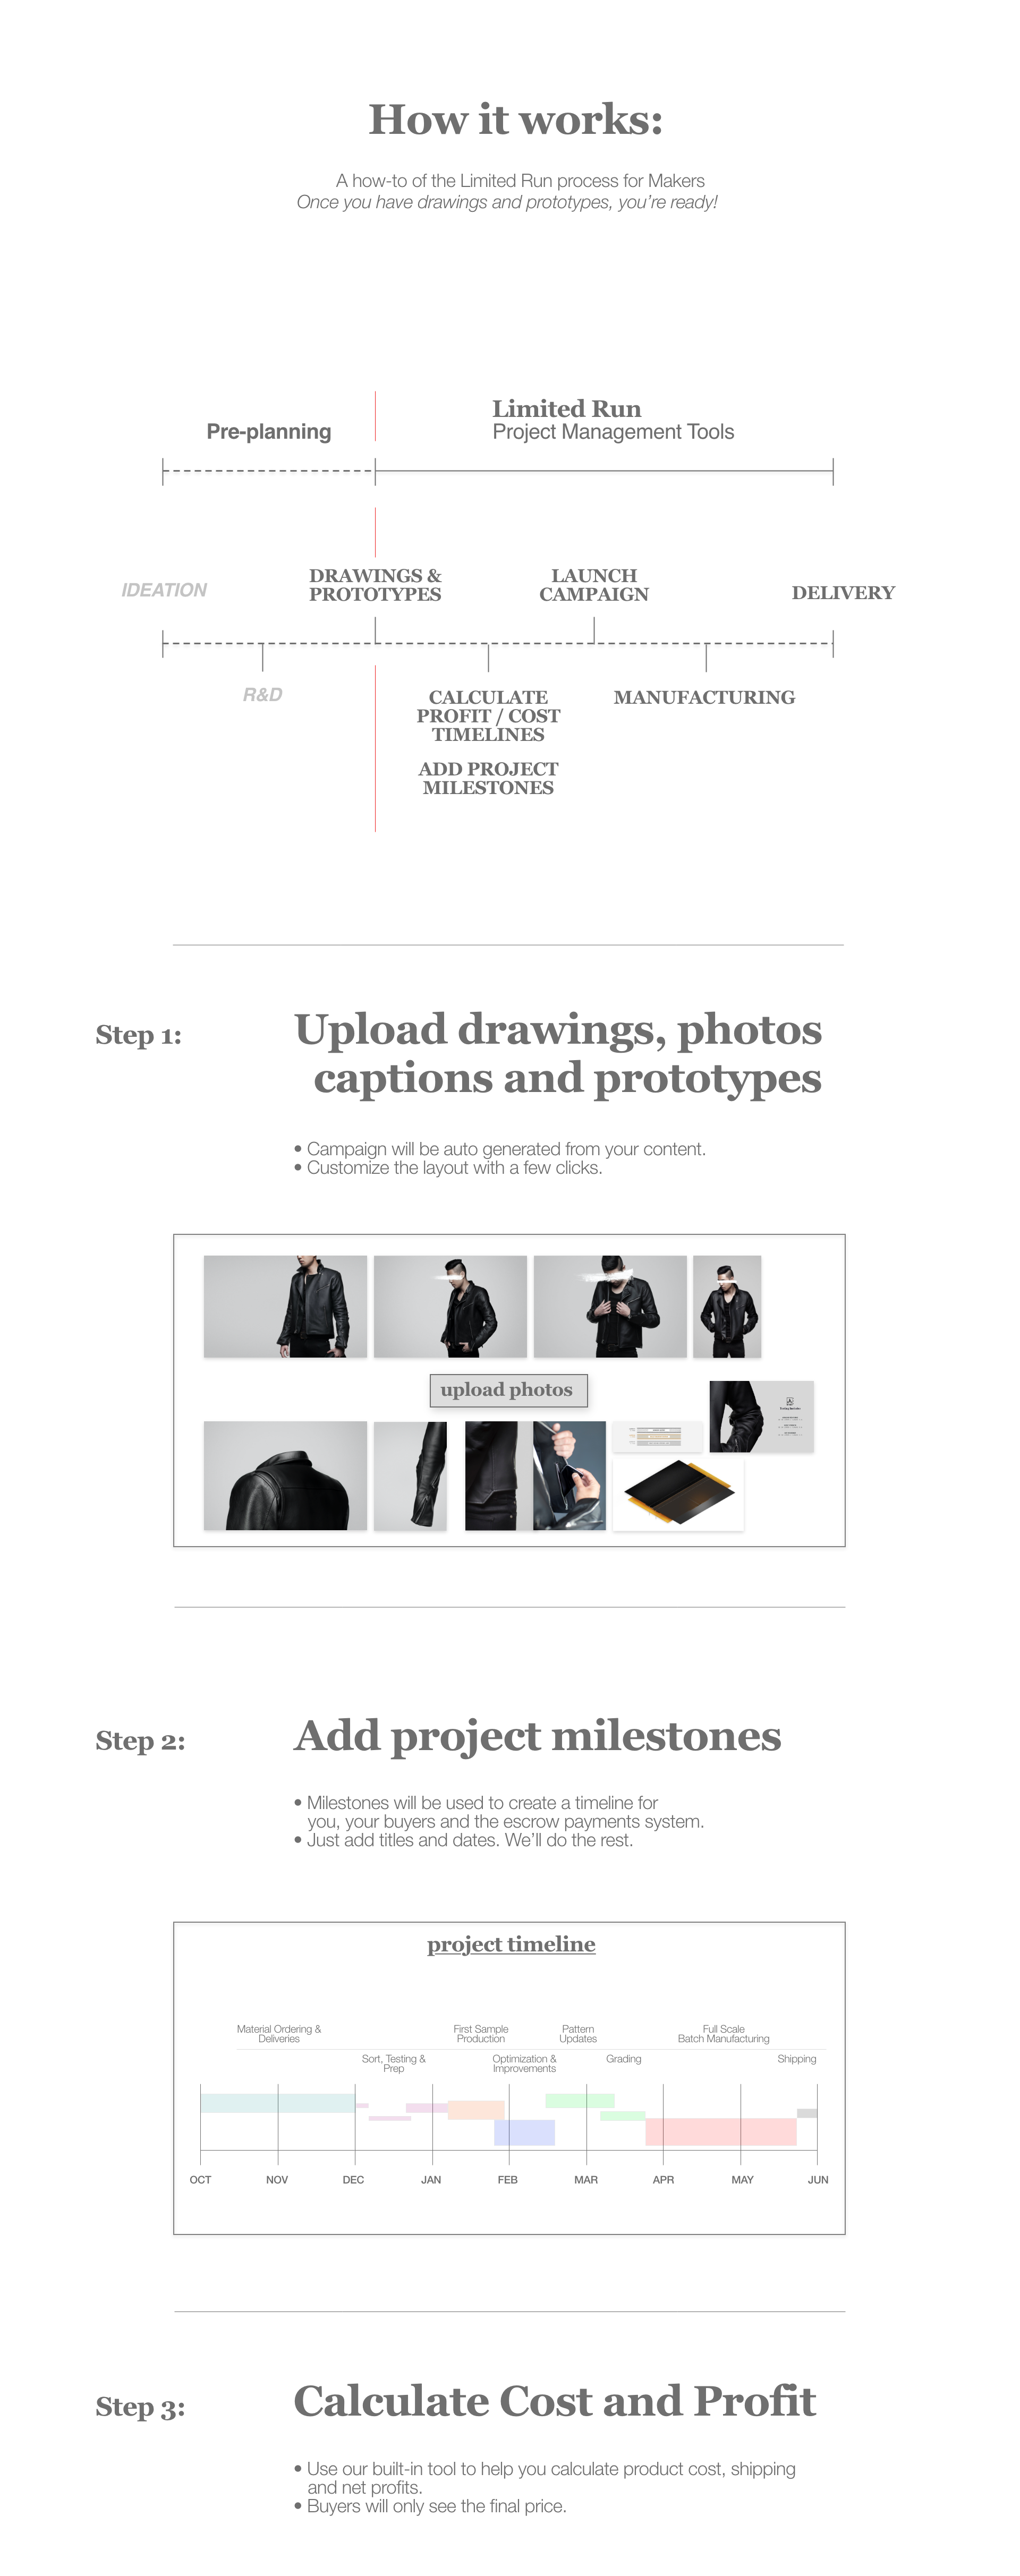 How it works:
A how-to of the Limited Run process for Makers
Once you have drawings and prototypes, you’re ready!
Pre-planning
Limited Run
Project Management Tools
IDEATION
DRAWINGS &
PROTOTYPES
LAUNCH
CAMPAIGN
DELIVERY
R&D
CALCULATE
PROFIT / COST
TIMELINES
ADD PROJECT
MILESTONES
MANUFACTURING
Step 1:
Upload drawings, photos
captions and prototypes
• Campaign will be auto generated from your content.
• Customize the layout with a few clicks.
upload photos
Step 2:
Add project milestones
• Milestones will be used to create a timeline for
you, your buyers and the escrow payments system.
• Just add titles and dates. We’ll do the rest.
project timeline
Material Ordering &
Deliveries
First Sample
Production
Pattern
Updates
Full Scale
Batch Manufacturing
Sort, Testing &
Prep
Optimization &
Improvements
Grading
Shipping
OCT NOV DEC JAN FEB MAR APR MAY JUN
Step 3:
Calculate Cost and Profit
• Use our built-in tool to help you calculate product cost, shipping
and net profits.
• Buyers will only see the final price.